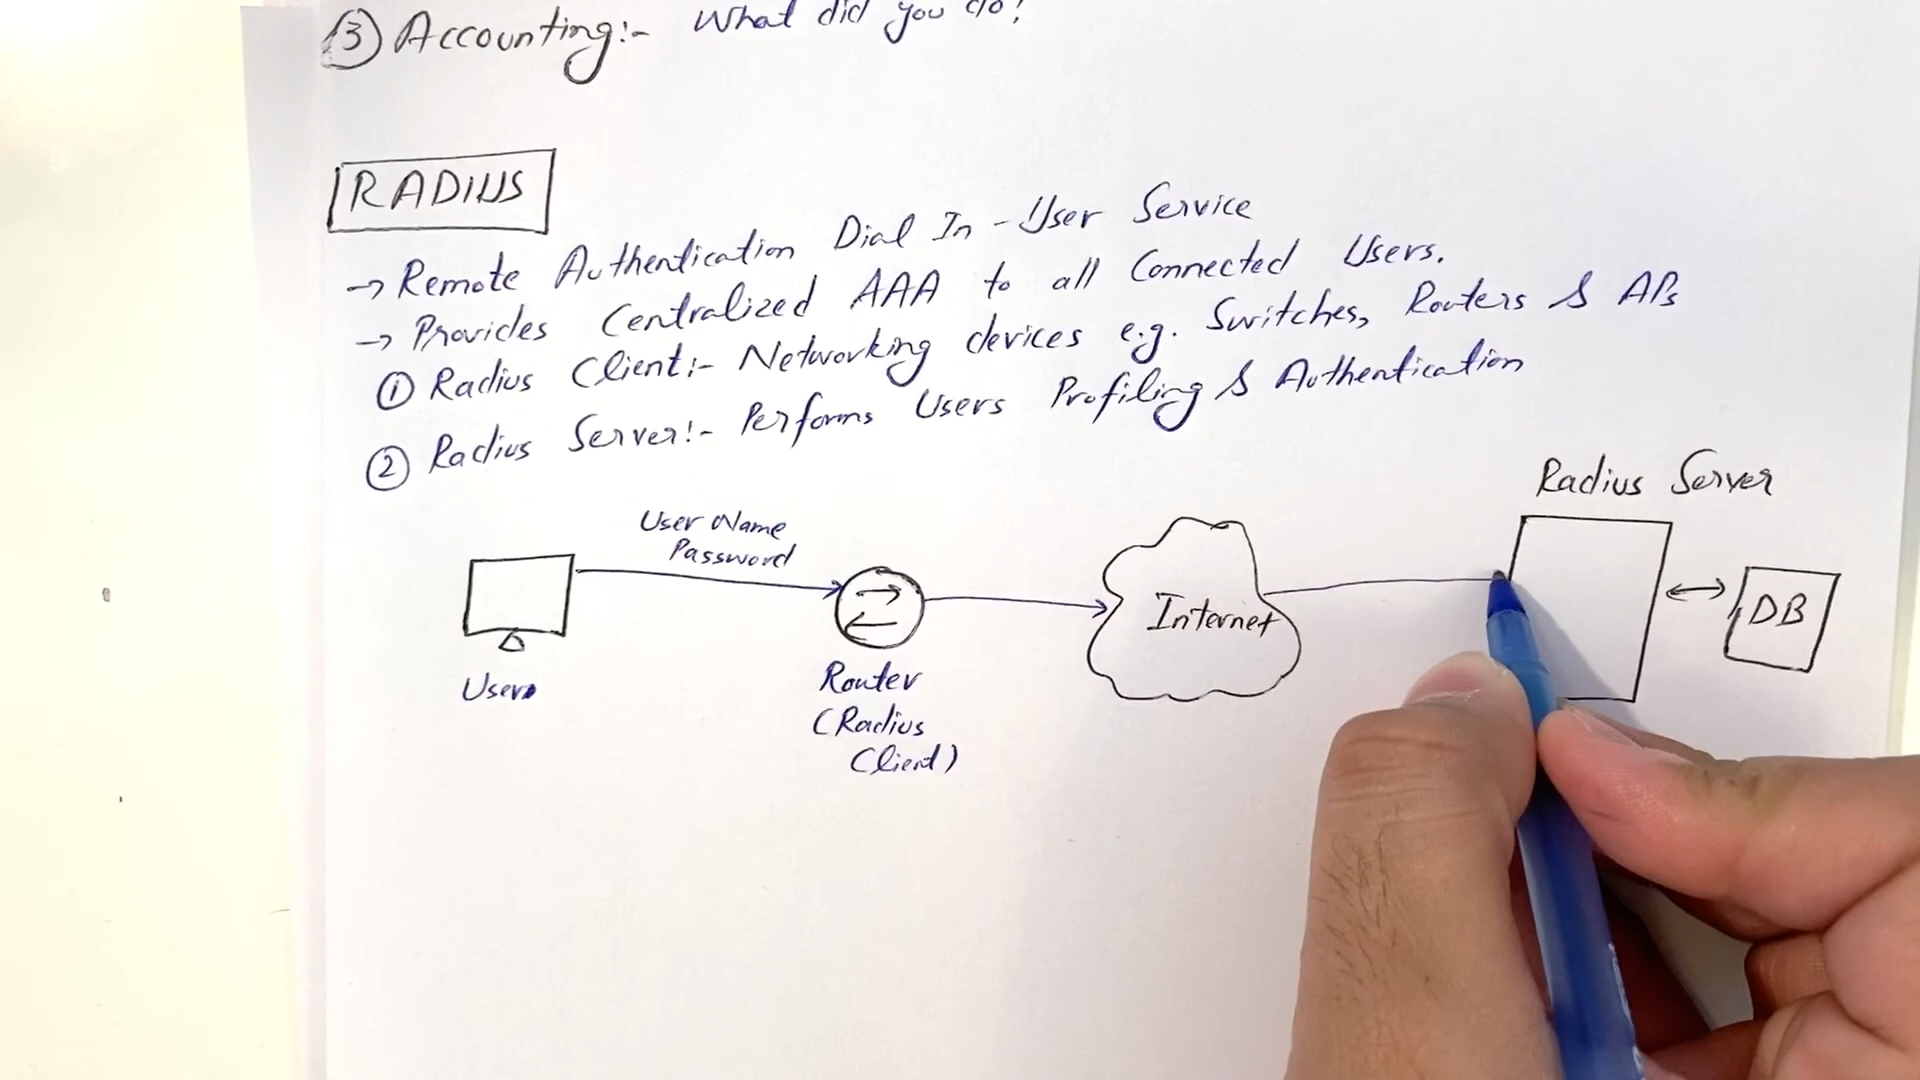 ③ Accounting:- What did you do?
RADIUS
→ Remote Authentication Dial In-User Service
→ Provides Centralized AAA to all Connected Users.
① Radius Client:- Networking devices e.g. Switches, Routers & APs
② Radius Server:- Performs Users Profiling & Authentication
Radius Server
User Name
Password
Internet
DB
Users
Router
(Radius
Client)